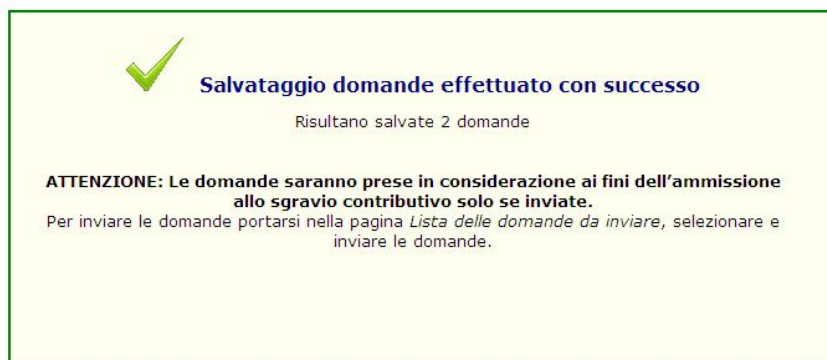 Salvataggio domande effettuato con successo
Risultano salvate 2 domande
ATTENZIONE: Le domande saranno prese in considerazione ai fini dell'ammissione
allo sgravio contributivo solo se inviate.
Per inviare le domande portarsi nella pagina Lista delle domande da inviare, selezionare e
inviare le domande.